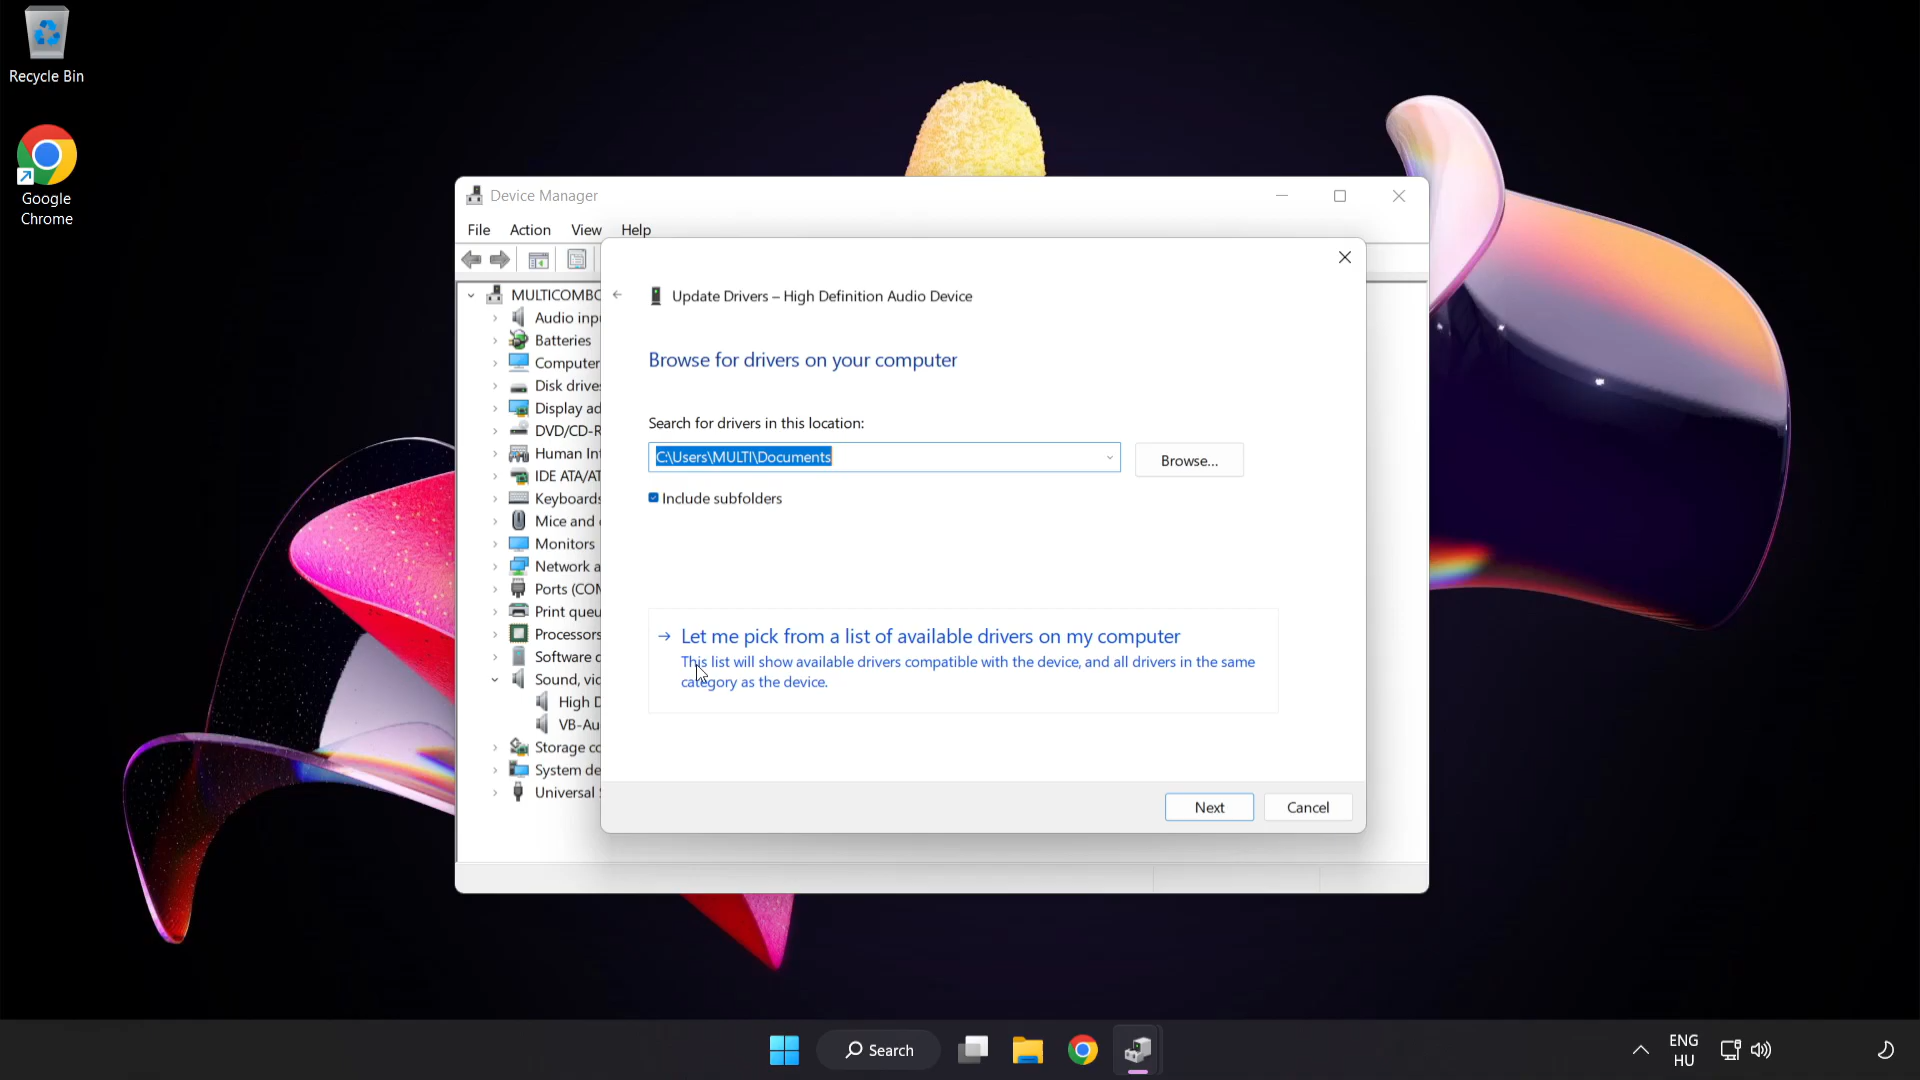 Recycle Bin
Google
Chrome
Device Manager
File Action View Help
MULTICOMBO
Audio inp
Batteries
Computer
Disk drives
Display ad
DVD/CD-R
Human In
IDE ATA/AT
Keyboards
Mice and
Monitors
Network a
Ports (COM
Print queu
Processors
Software d
Sound, vid
High D
VB-Au
Storage co
System de
Universal
Update Drivers – High Definition Audio Device
Browse for drivers on your computer
Search for drivers in this location:
C:\Users\MULTI\Documents
Browse...
Include subfolders
Let me pick from a list of available drivers on my computer
This list will show available drivers compatible with the device, and all drivers in the same
category as the device.
Next Cancel
Search
ENG
HU